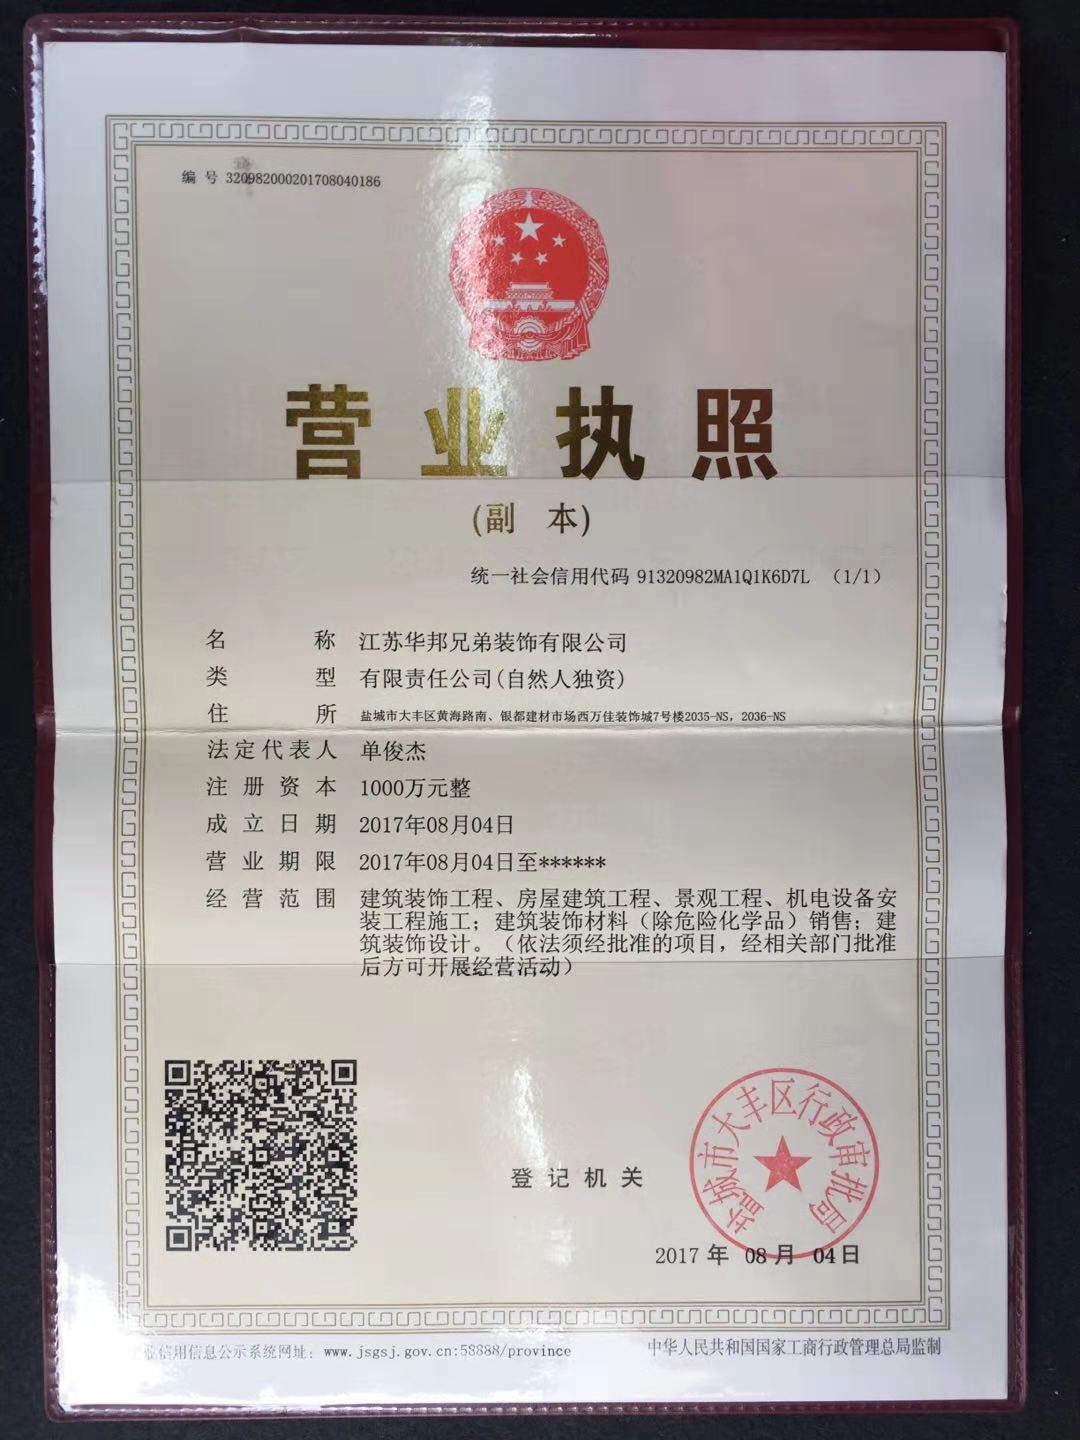 编 号 320982000201708040186
营业执照
(副 本)
统一社会信用代码 91320982MA1Q1K6D7L （1/1）
名 称 江苏华邦兄弟装饰有限公司
类 型 有限责任公司(自然人独资)
住 所 盐城市大丰区黄海路南、银都建材市场西万佳装饰城7号楼2035-NS，2036-NS
法定代表人 单俊杰
注册资本 1000万元整
成立日期 2017年08月04日
营业期限 2017年08月04日至******
经营范围 建筑装饰工程、房屋建筑工程、景观工程、机电设备安
装工程施工；建筑装饰材料（除危险化学品）销售；建
筑装饰设计。（依法须经批准的项目，经相关部门批准
后方可开展经营活动）
盐城市大丰区行政审批局
登记机关
2017 年 08 月 04日
业信用信息公示系统网址：www.jsgsj.gov.cn:58888/province
中华人民共和国国家工商行政管理总局监制